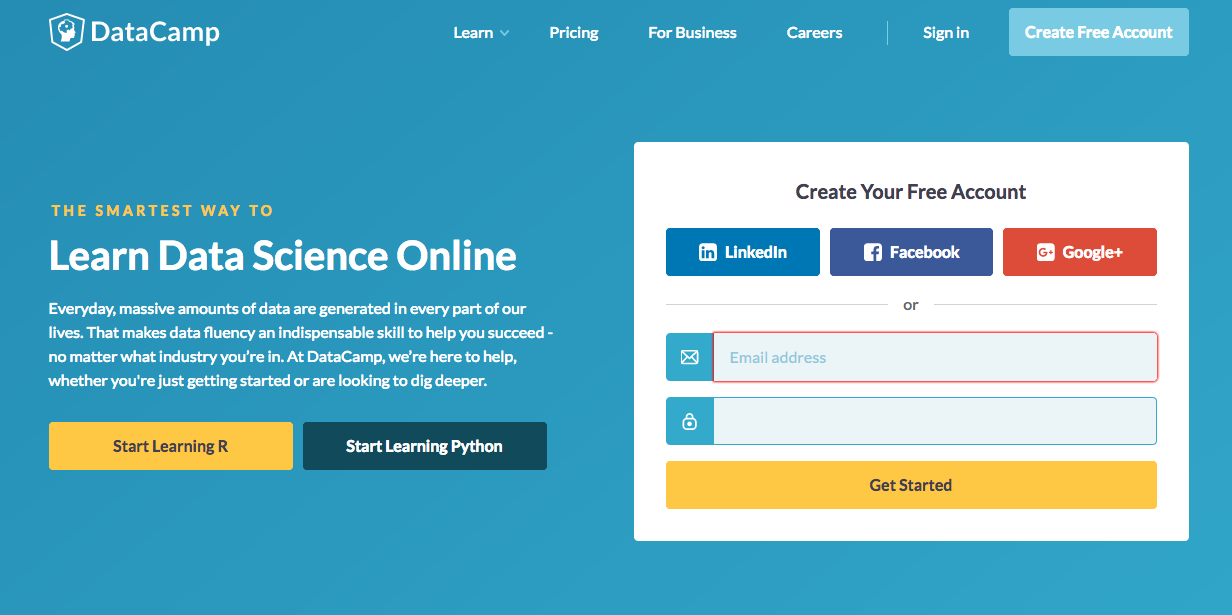 DataCamp
Learn
Pricing
For Business
Careers
Sign in
Create Free Account
THE SMARTEST WAY TO
Learn Data Science Online
Everyday, massive amounts of data are generated in every part of our
lives. That makes data fluency an indispensable skill to help you succeed -
no matter what industry you're in. At DataCamp, we're here to help,
whether you're just getting started or are looking to dig deeper.
Start Learning R
Start Learning Python
Create Your Free Account
LinkedIn
Facebook
Google+
or
Email address
Get Started